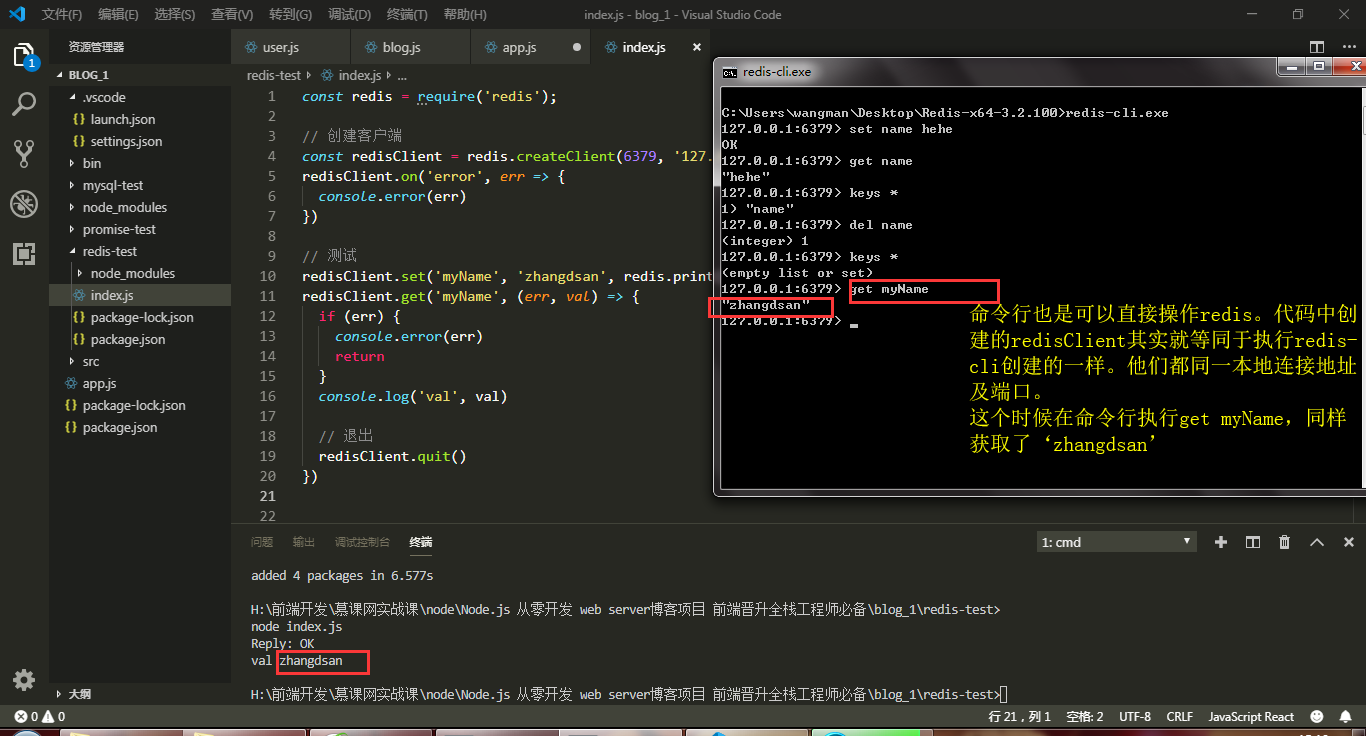 文件(F) 编辑(E) 选择(S) 查看(V) 转到(G) 调试(D) 终端(T) 帮助(H) index.js - blog_1 - Visual Studio Code
资源管理器
BLOG_1
.vscode
launch.json
settings.json
bin
mysql-test
node_modules
promise-test
redis-test
node_modules
index.js
package-lock.json
package.json
src
app.js
package-lock.json
package.json
大纲
1
user.js blog.js app.js index.js
redis-test index.js ...
1 const redis = require('redis');
2
3 // 创建客户端
4 const redisClient = redis.createClient(6379, '127.
5 redisClient.on('error', err => {
6 console.error(err)
7 })
8
9 // 测试
10 redisClient.set('myName', 'zhangdsan', redis.print
11 redisClient.get('myName', (err, val) => {
12 if (err) {
13 console.error(err)
14 return
15 }
16 console.log('val', val)
17
18 // 退出
19 redisClient.quit()
20 })
21
22
redis-cli.exe
C:\Users\wangman\Desktop\Redis-x64-3.2.100>redis-cli.exe
127.0.0.1:6379> set name hehe
OK
127.0.0.1:6379> get name
"hehe"
127.0.0.1:6379> keys *
1) "name"
127.0.0.1:6379> del name
(integer) 1
127.0.0.1:6379> keys *
(empty list or set)
127.0.0.1:6379> get myName
"zhangdsan"
127.0.0.1:6379>
命令行也是可以直接操作redis。代码中创
建的redisClient其实就等同于执行redis-
cli创建的一样。他们都同一本地连接地址
及端口。
这个时候在命令行执行get myName，同样
获取了‘zhangdsan’
问题 输出 调试控制台 终端 1: cmd
added 4 packages in 6.577s
H:\前端开发\慕课网实战课\node\Node.js 从零开发 web server博客项目 前端晋升全栈工程师必备\blog_1\redis-test>
node index.js
Reply: OK
val zhangdsan
H:\前端开发\慕课网实战课\node\Node.js 从零开发 web server博客项目 前端晋升全栈工程师必备\blog_1\redis-test>
0 0 行 21，列 1 空格: 2 UTF-8 CRLF JavaScript React